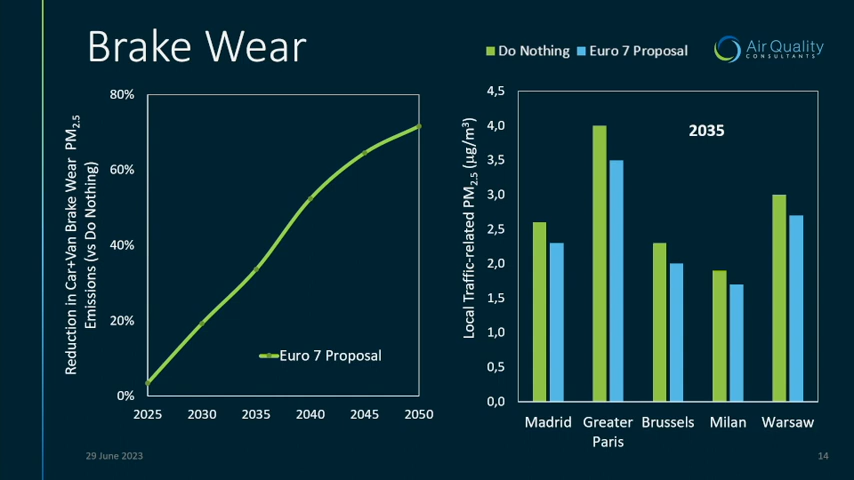 Brake Wear
Do Nothing
Euro 7 Proposal
Air Quality
CONSULTANTS
Reduction in Car+Van Brake Wear PM2.5
Emissions (vs Do Nothing)
80%
60%
40%
20%
0%
2025 2030 2035 2040 2045 2050
Euro 7 Proposal
Local Traffic-related PM2.5 (µg/m³)
4,5
4,0
3,5
3,0
2,5
2,0
1,5
1,0
0,5
0,0
2035
Madrid Greater Brussels Milan Warsaw
Paris
29 June 2023
14